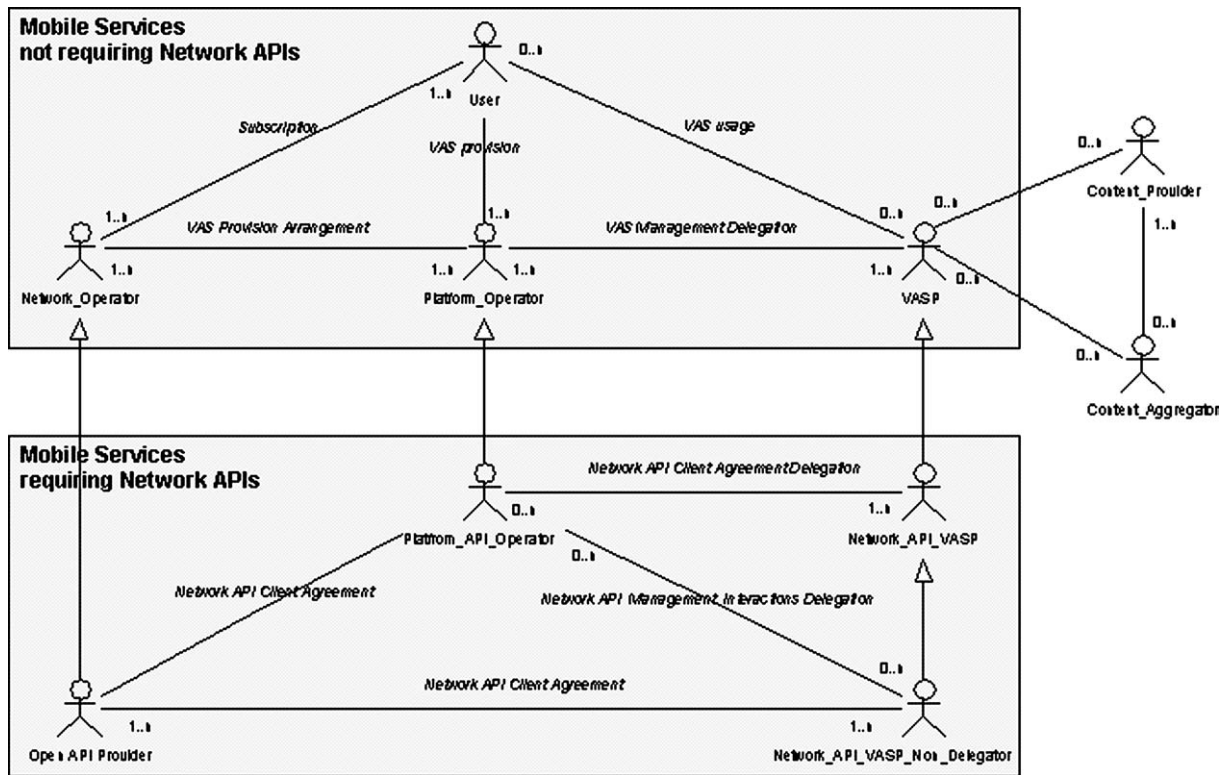 Mobile Services
not requiring Network APIs
0..n
1..n
User
Subscription
VAS usage
VAS provision
0..n
Content_Provider
0..n
1..n
1..n
1..n
0..n
VAS Provision Arrangement
VAS Management Delegation
1..n
1..n
1..n
1..n
0..n
Network_Operator
Platform_Operator
VASP
0..n
0..n
Content_Aggregator
Mobile Services
requiring Network APIs
Network API Client Agreement Delegation
0..n
1..n
Platfrom_API_Operator
Network_API_VASP
0..n
Network API Client Agreement
Network API Management Interactions Delegation
0..n
Network API Client Agreement
1..n
1..n
Open API Provider
Network_API_VASP_Non_Delegator